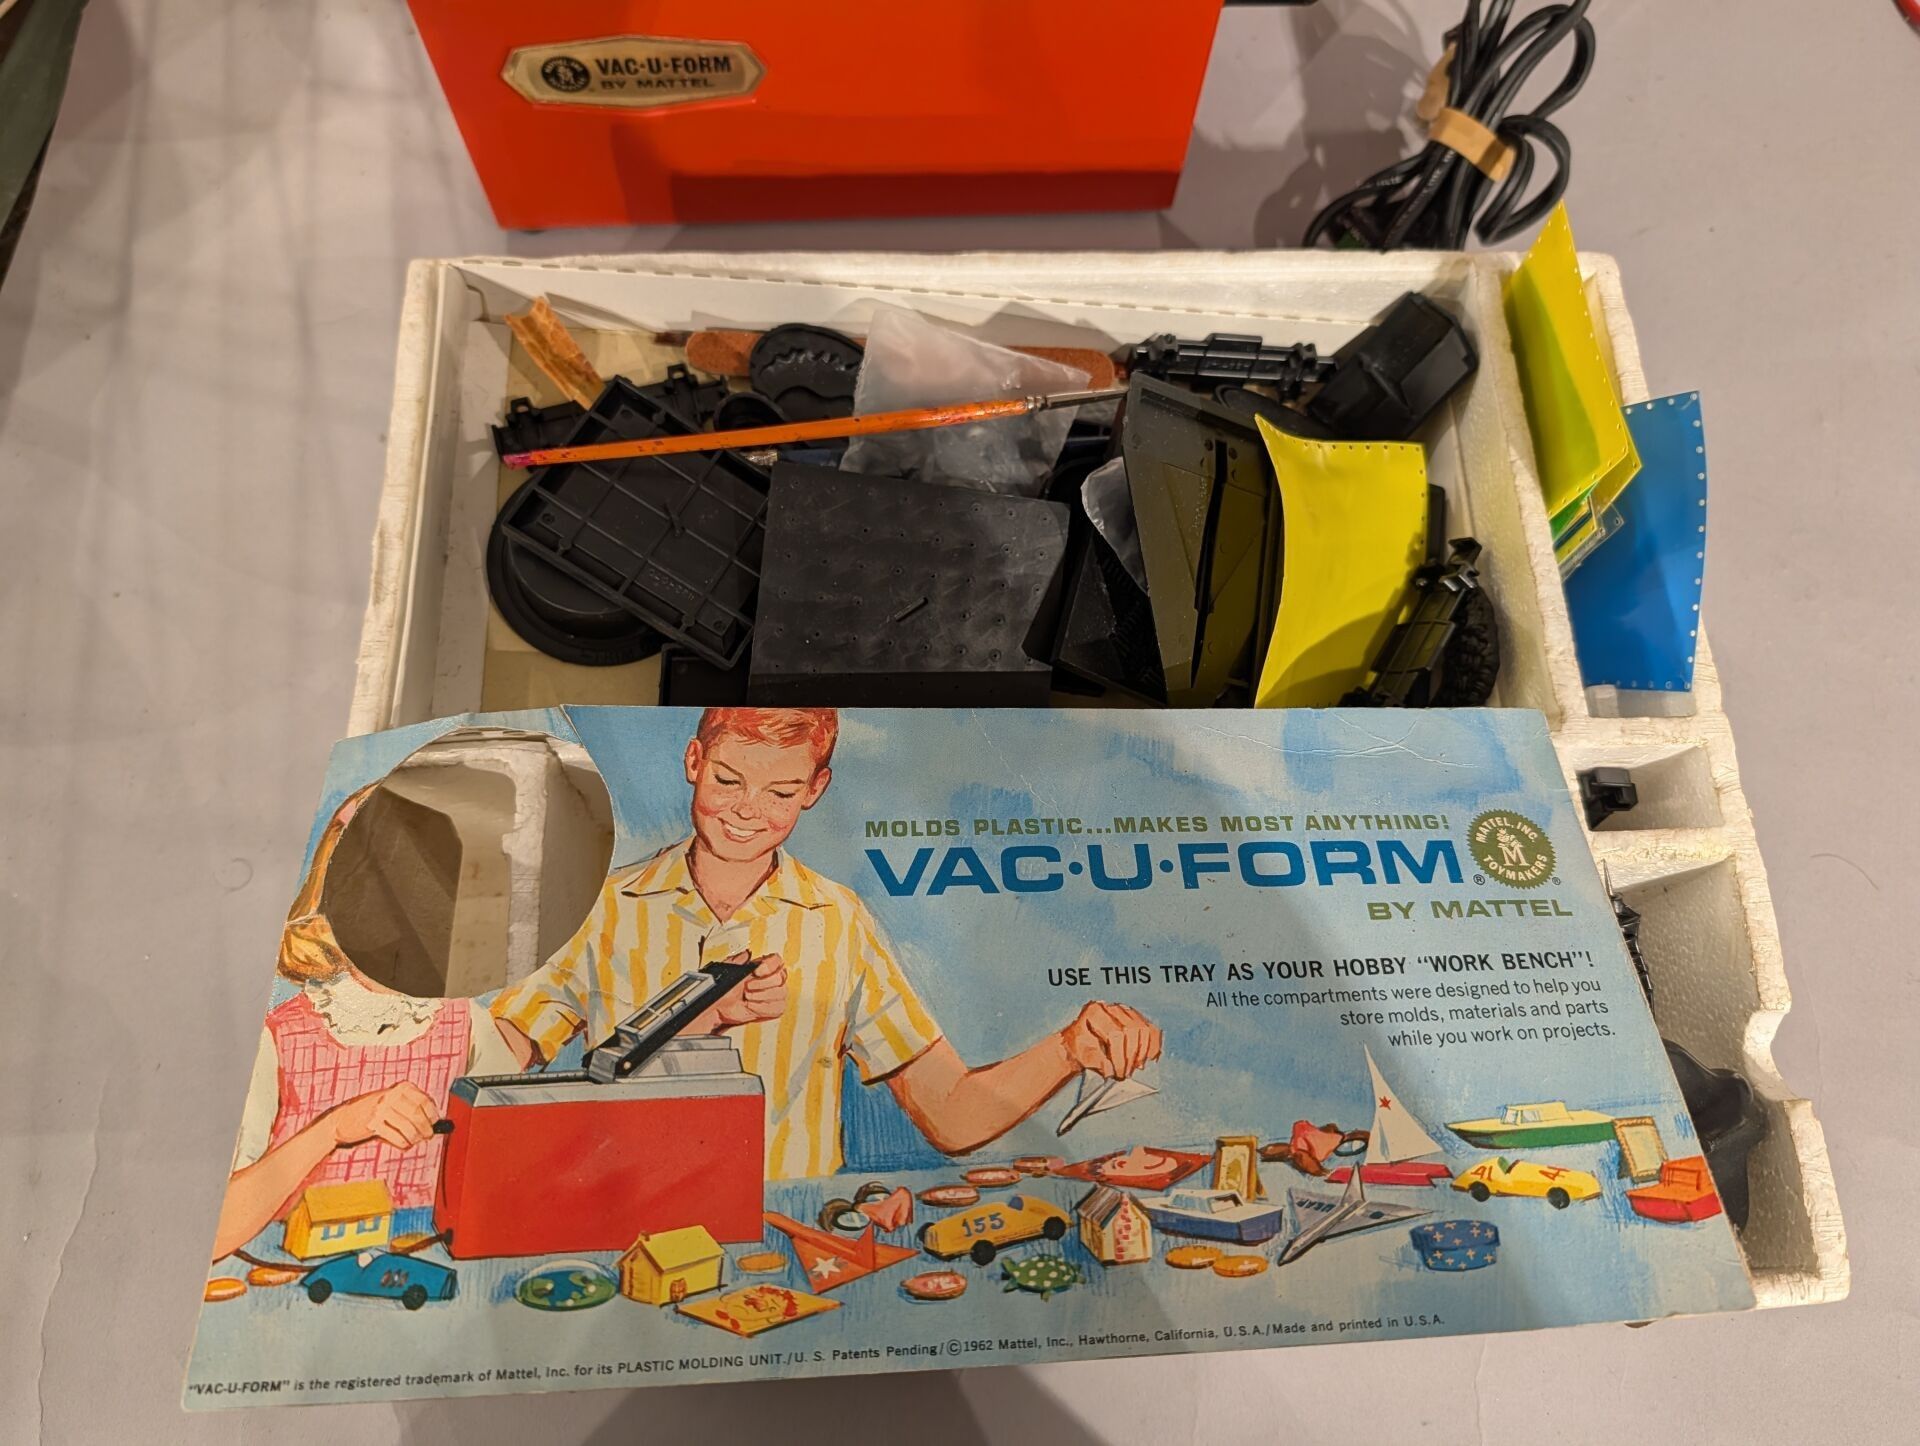 VAC·U·FORM
BY MATTEL
MOLDS PLASTIC...MAKES MOST ANYTHING!
VAC·U·FORM®
MATTEL, INC.
M
TOYMAKERS
®
BY MATTEL
USE THIS TRAY AS YOUR HOBBY "WORK BENCH"!
All the compartments were designed to help you
store molds, materials and parts
while you work on projects.
41
4
155
USAF
"VAC-U-FORM" is the registered trademark of Mattel, Inc. for its PLASTIC MOLDING UNIT./U. S. Patents Pending/©1962 Mattel, Inc., Hawthorne, California, U.S.A./Made and printed in U.S.A.